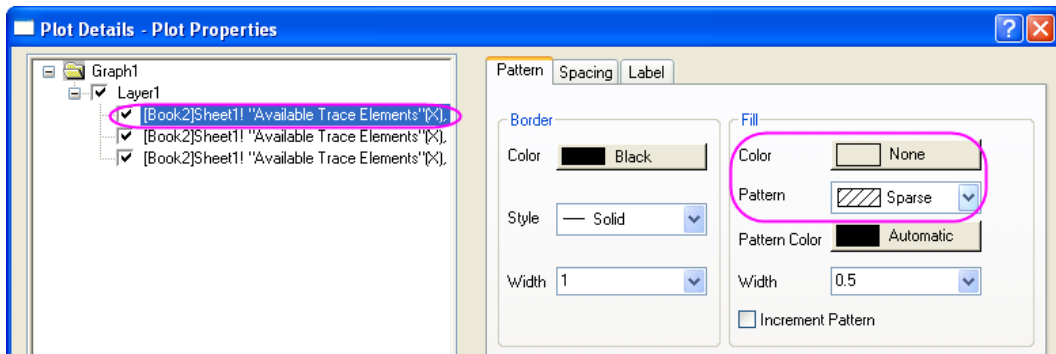 Plot Details - Plot Properties
Graph1
Layer1
[Book2]Sheet1! "Available Trace Elements"(X),
[Book2]Sheet1! "Available Trace Elements"(X),
[Book2]Sheet1! "Available Trace Elements"(X),
Pattern Spacing Label
Border
Color Black
Style Solid
Width 1
Fill
Color None
Pattern Sparse
Pattern Color Automatic
Width 0.5
Increment Pattern